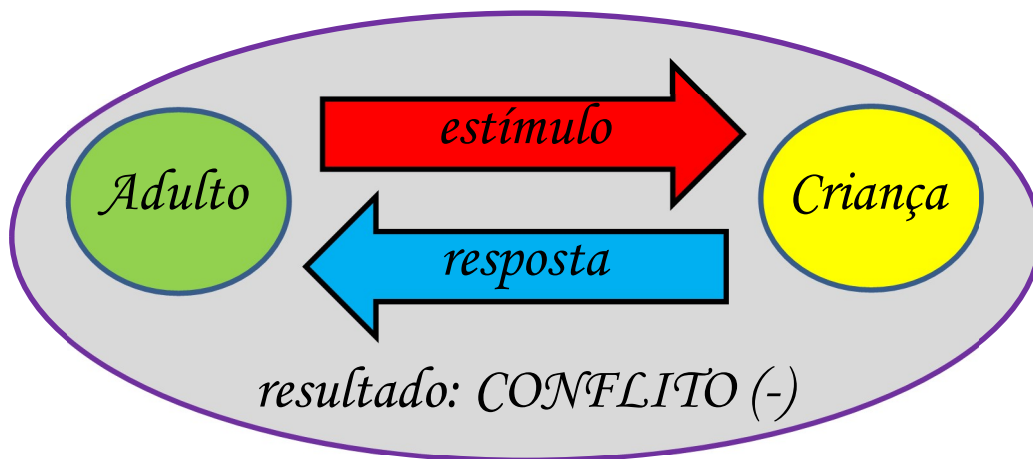 estímulo
Adulto
Criança
resposta
resultado: CONFLITO (-)